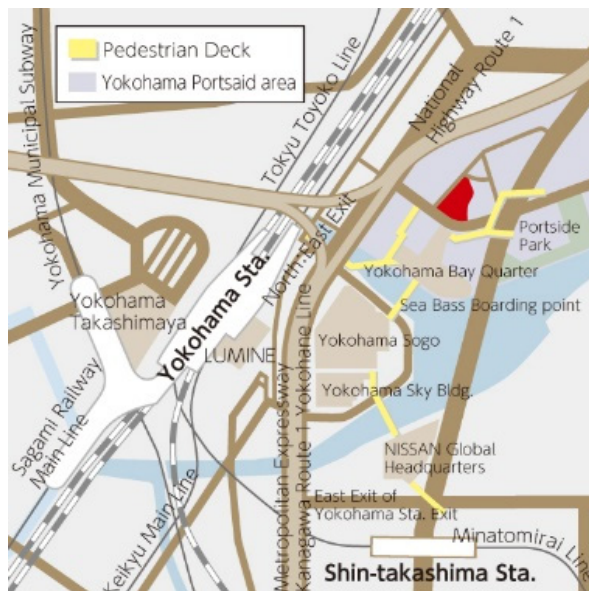 Pedestrian Deck
Yokohama Portsaid area
Yokohama Municipal Subway
Tokyu Toyoko Line
National
Highway Route 1
North-East Exit
Portside
Park
Yokohama Sta.
Yokohama Bay Quarter
Yokohama
Takashimaya
Sea Bass Boarding point
LUMINE
Yokohama Sogo
Yokohama Sky Bldg.
Sagami Railway
Main Line
NISSAN Global
Headquarters
Metropolitan Expressway
Kanagawa Route 1 Yokohane Line
East Exit of
Yokohama Sta. Exit
Keikyu Main Line
Minatomirai Line
Shin-takashima Sta.